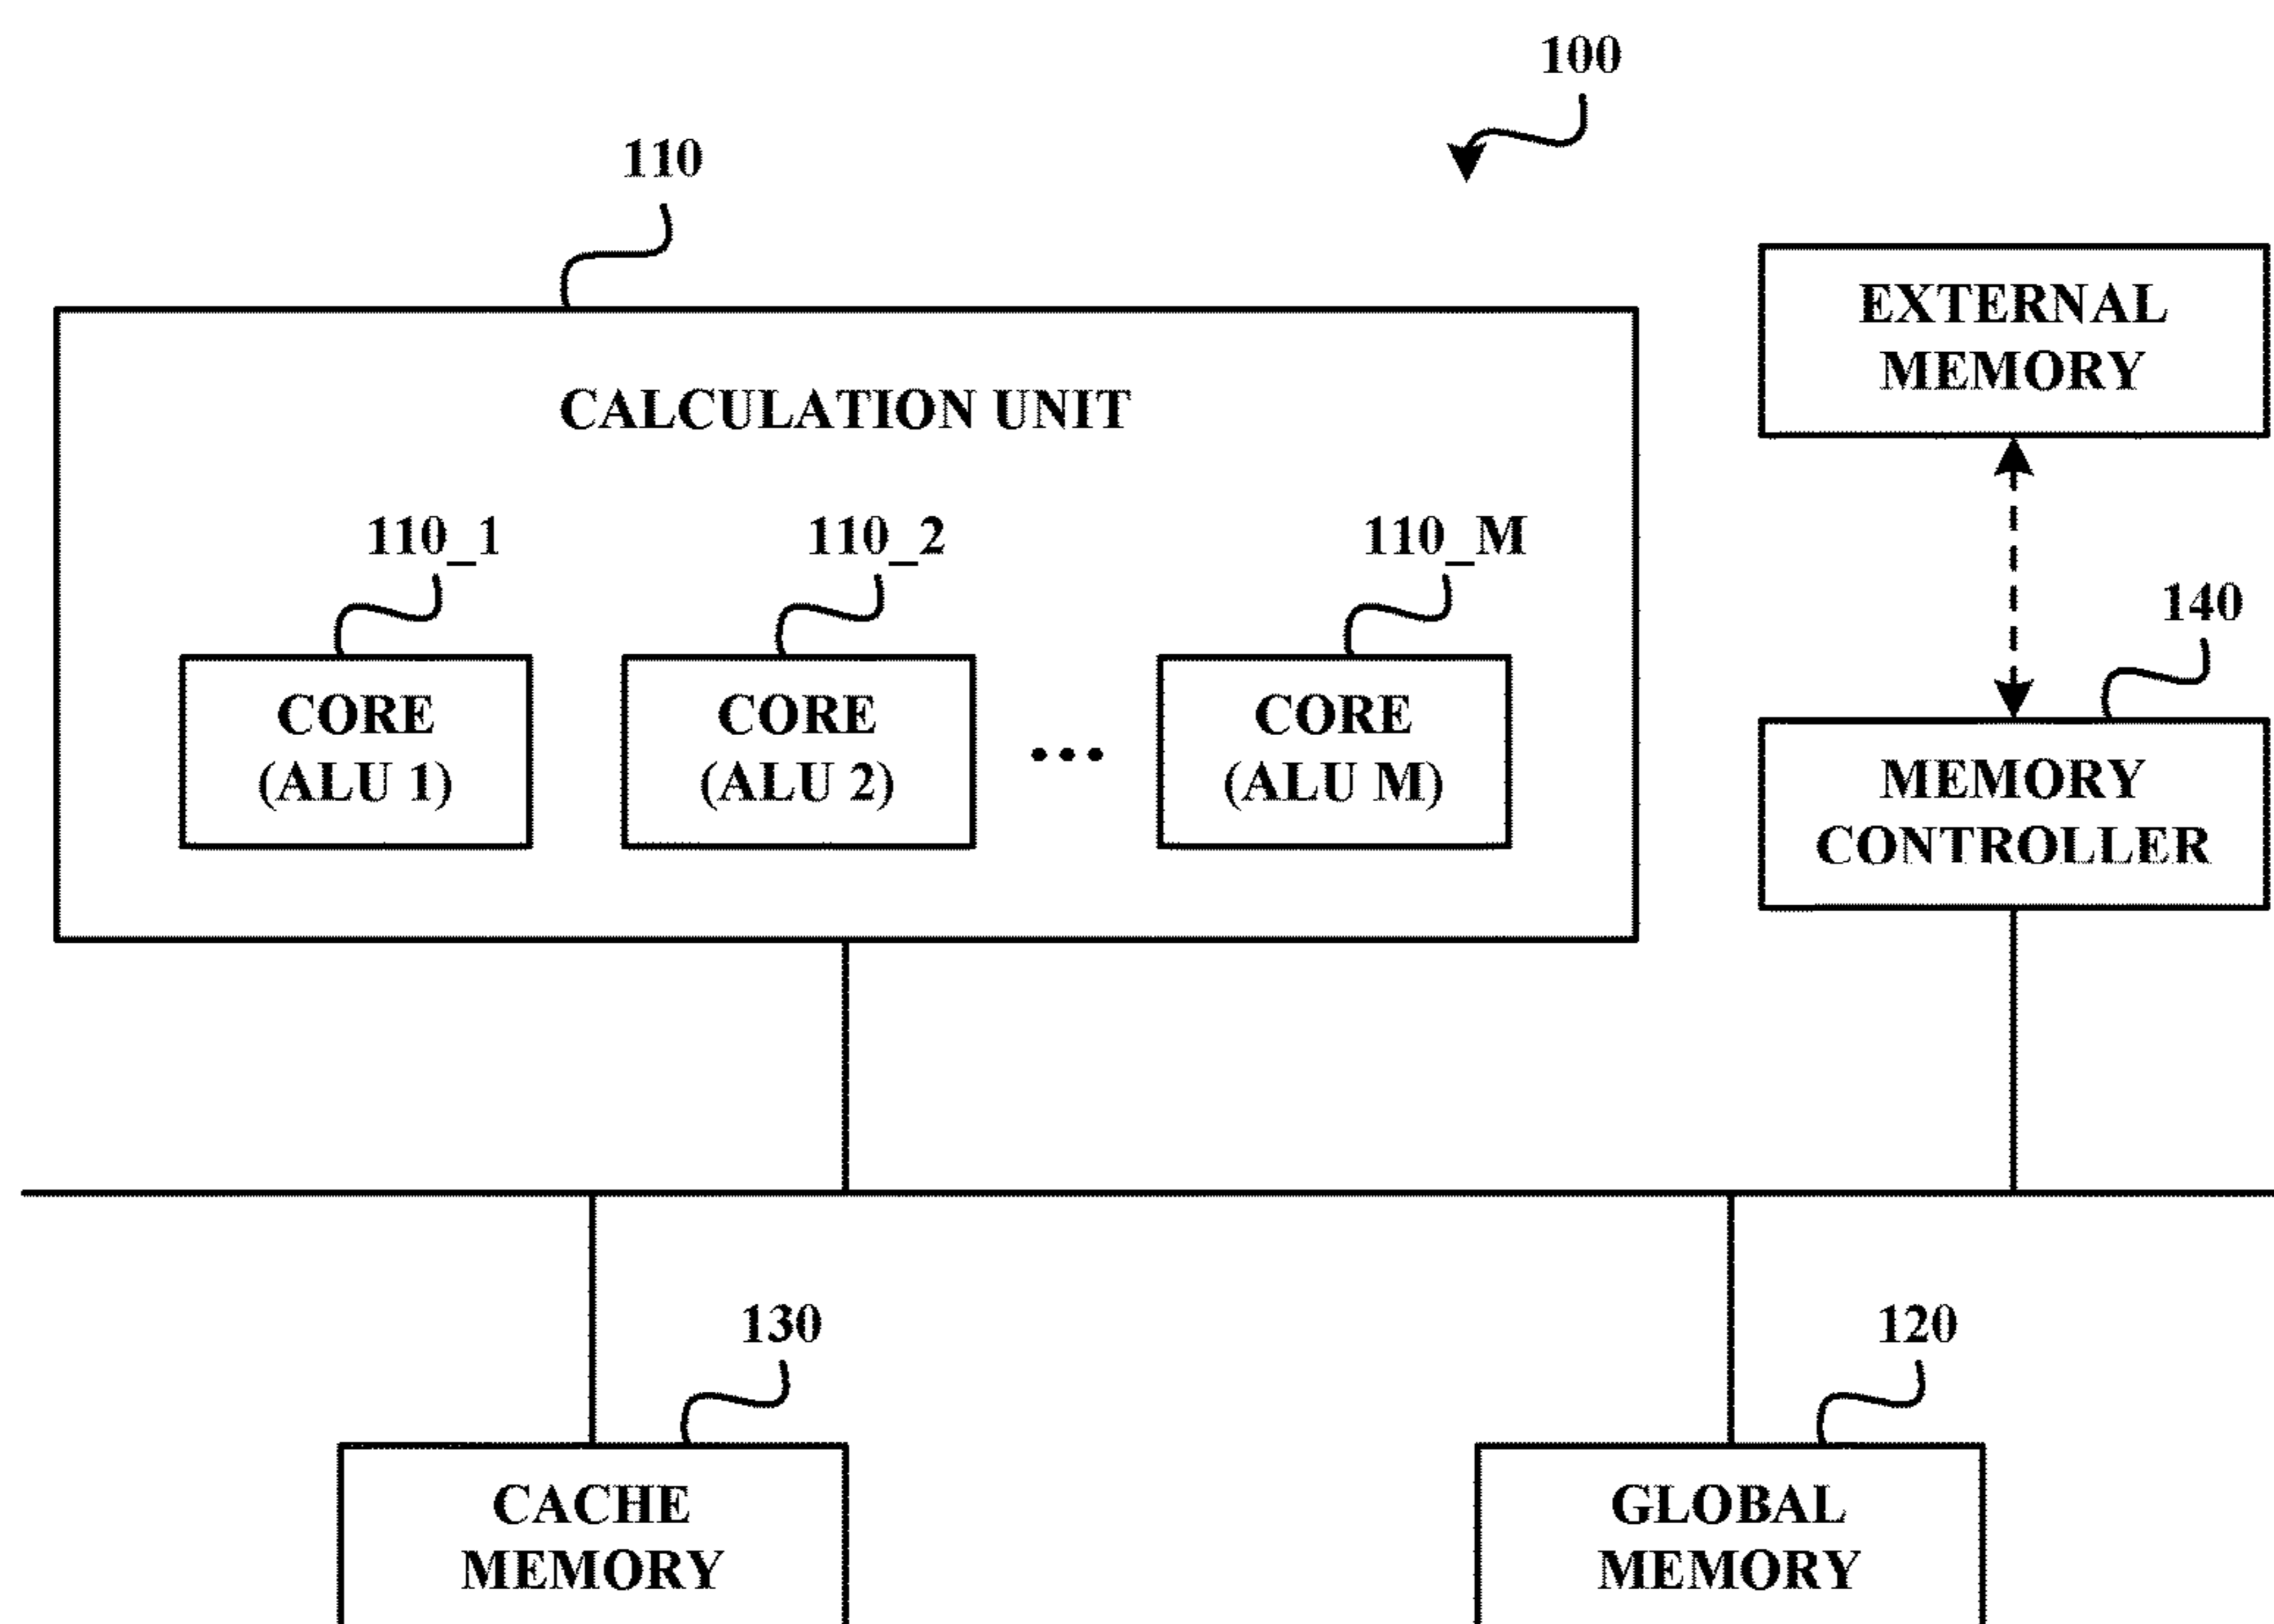 100
110
EXTERNAL
MEMORY
CALCULATION UNIT
110_1
110_2
110_M
140
CORE
(ALU 1)
CORE
(ALU 2)
...
CORE
(ALU M)
MEMORY
CONTROLLER
130
120
CACHE
MEMORY
GLOBAL
MEMORY